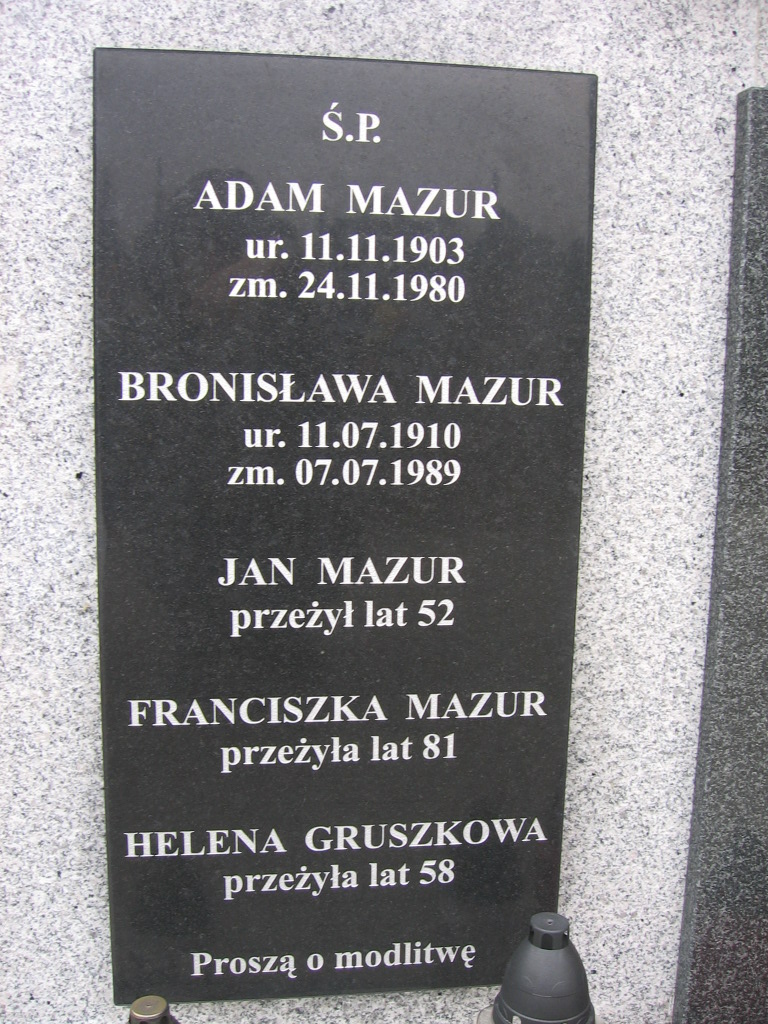 Ś.P.
ADAM MAZUR
ur. 11.11.1903
zm. 24.11.1980
BRONISŁAWA MAZUR
ur. 11.07.1910
zm. 07.07.1989
JAN MAZUR
przeżył lat 52
FRANCISZKA MAZUR
przeżyła lat 81
HELENA GRUSZKOWA
przeżyła lat 58
Proszą o modlitwę